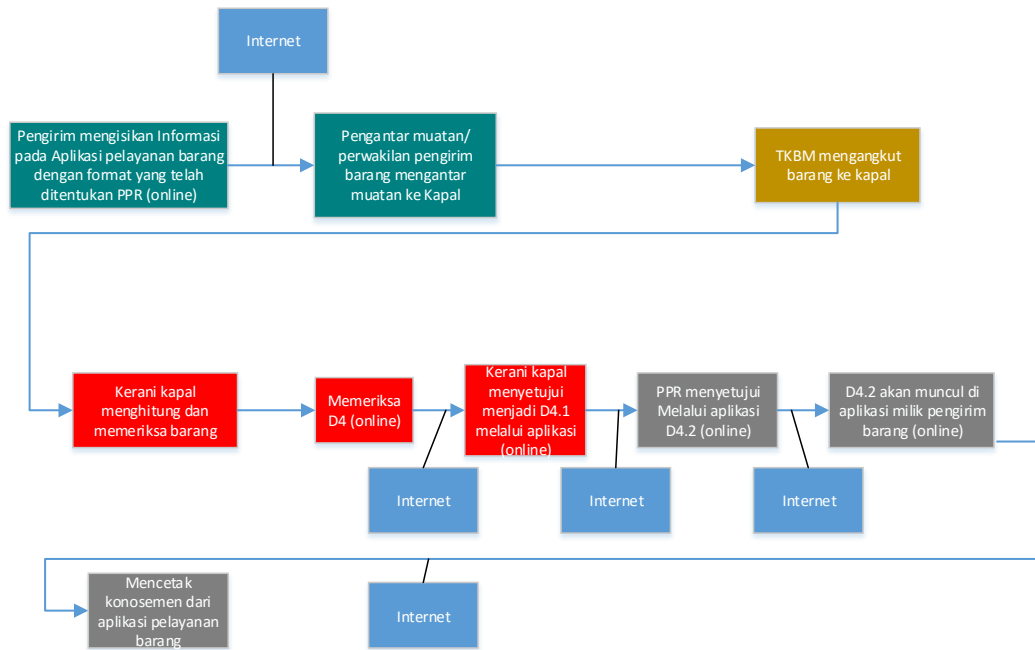 Internet
Pengirim mengisikan Informasi
pada Aplikasi pelayanan barang
dengan format yang telah
ditentukan PPR (online)
Pengantar muatan/
perwakilan pengirim
barang mengantar
muatan ke Kapal
TKBM mengangkut
barang ke kapal
Kerani kapal
menghitung dan
memeriksa barang
Memeriksa
D4 (online)
Kerani kapal
menyetujui
menjadi D4.1
melalui aplikasi
(online)
PPR menyetujui
Melalui aplikasi
D4.2 (online)
D4.2 akan muncul di
aplikasi milik pengirim
barang (online)
Internet
Internet
Internet
Mencetak
konosemen dari
aplikasi pelayanan
barang
Internet